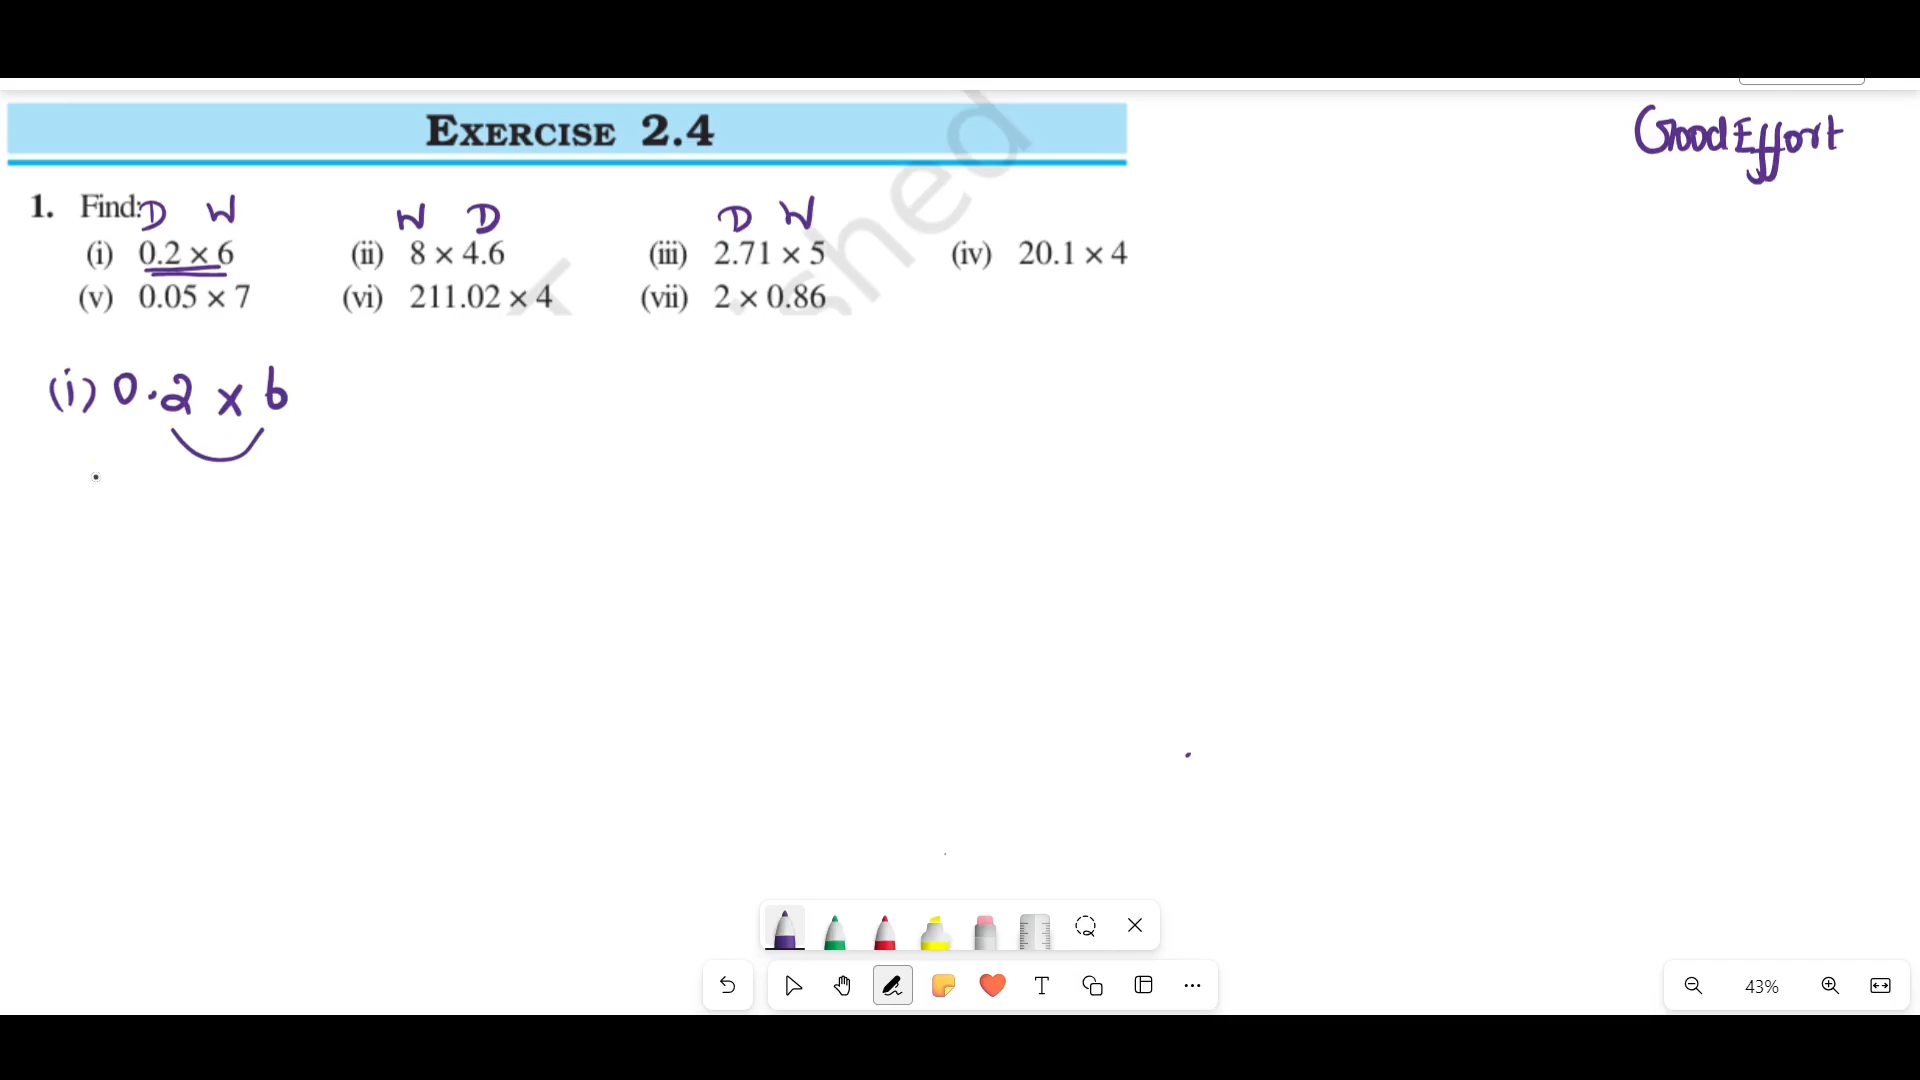 EXERCISE 2.4
Good Effort
1. Find:
D W W D D W
(i) 0.2 × 6 (ii) 8 × 4.6 (iii) 2.71 × 5 (iv) 20.1 × 4
(v) 0.05 × 7 (vi) 211.02 × 4 (vii) 2 × 0.86
(i) 0.2 × 6
T
43%